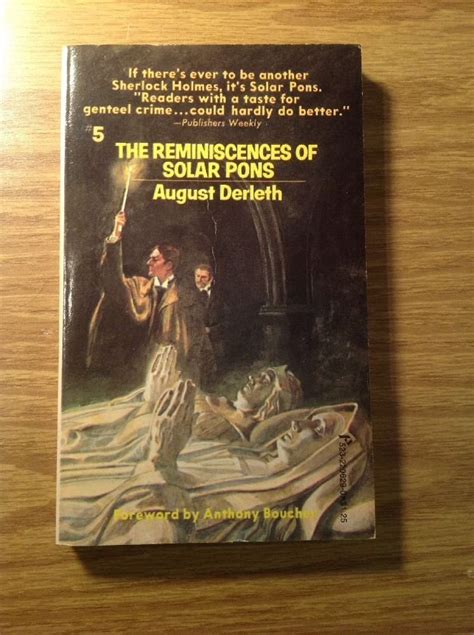 If there's ever to be another
Sherlock Holmes, it's Solar Pons.
"Readers with a taste for
genteel crime...could hardly do better."
—Publishers Weekly
#5
THE REMINISCENCES OF
SOLAR PONS
August Derleth
Foreword by Anthony Boucher